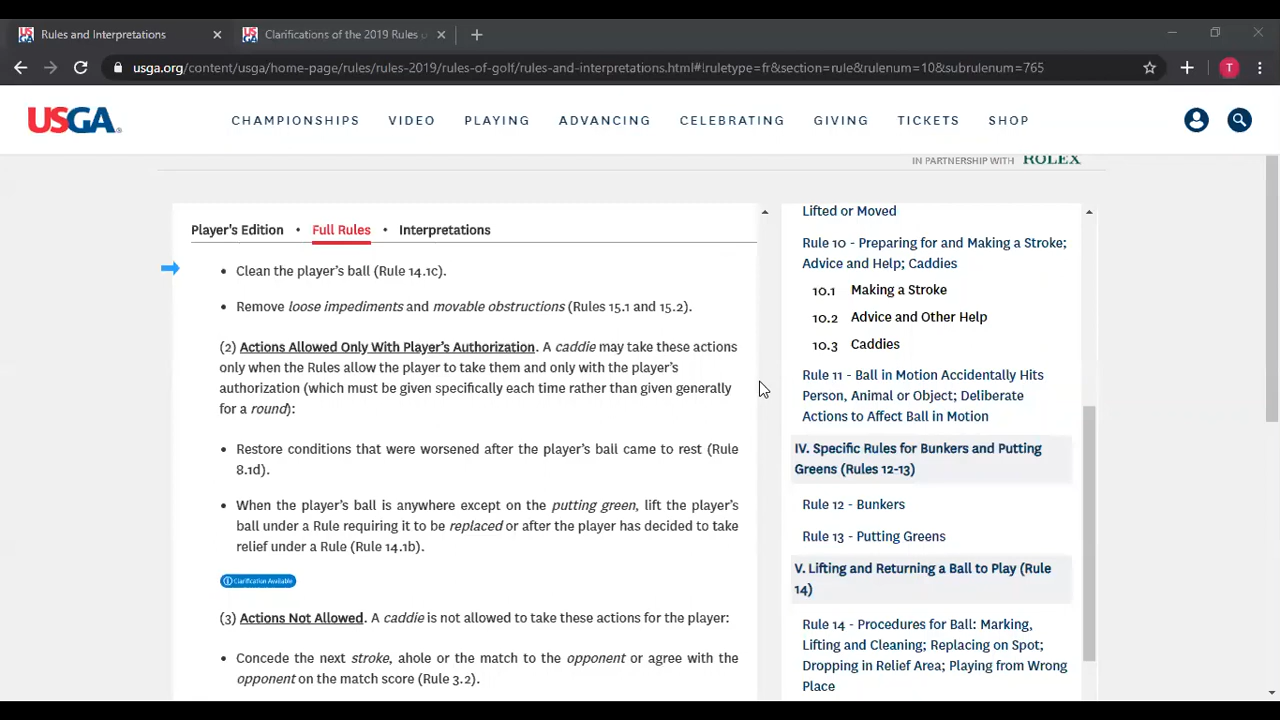 Rules and Interpretations
Clarifications of the 2019 Rules o
usga.org/content/usga/home-page/rules/rules-2019/rules-of-golf/rules-and-interpretations.html#!ruletype=fr&section=rule&rulenum=10&subrulenum=765
T
USGA
CHAMPIONSHIPS VIDEO PLAYING ADVANCING CELEBRATING GIVING TICKETS SHOP
IN PARTNERSHIP WITH ROLEX
Player's Edition • Full Rules • Interpretations
• Clean the player's ball (Rule 14.1c).
• Remove loose impediments and movable obstructions (Rules 15.1 and 15.2).
(2) Actions Allowed Only With Player's Authorization. A caddie may take these actions
only when the Rules allow the player to take them and only with the player's
authorization (which must be given specifically each time rather than given generally
for a round):
• Restore conditions that were worsened after the player's ball came to rest (Rule
8.1d).
• When the player's ball is anywhere except on the putting green, lift the player's
ball under a Rule requiring it to be replaced or after the player has decided to take
relief under a Rule (Rule 14.1b).
Clarification Available
(3) Actions Not Allowed. A caddie is not allowed to take these actions for the player:
• Concede the next stroke, ahole or the match to the opponent or agree with the
opponent on the match score (Rule 3.2).
Lifted or Moved
Rule 10 - Preparing for and Making a Stroke;
Advice and Help; Caddies
10.1 Making a Stroke
10.2 Advice and Other Help
10.3 Caddies
Rule 11 - Ball in Motion Accidentally Hits
Person, Animal or Object; Deliberate
Actions to Affect Ball in Motion
IV. Specific Rules for Bunkers and Putting
Greens (Rules 12-13)
Rule 12 - Bunkers
Rule 13 - Putting Greens
V. Lifting and Returning a Ball to Play (Rule
14)
Rule 14 - Procedures for Ball: Marking,
Lifting and Cleaning; Replacing on Spot;
Dropping in Relief Area; Playing from Wrong
Place